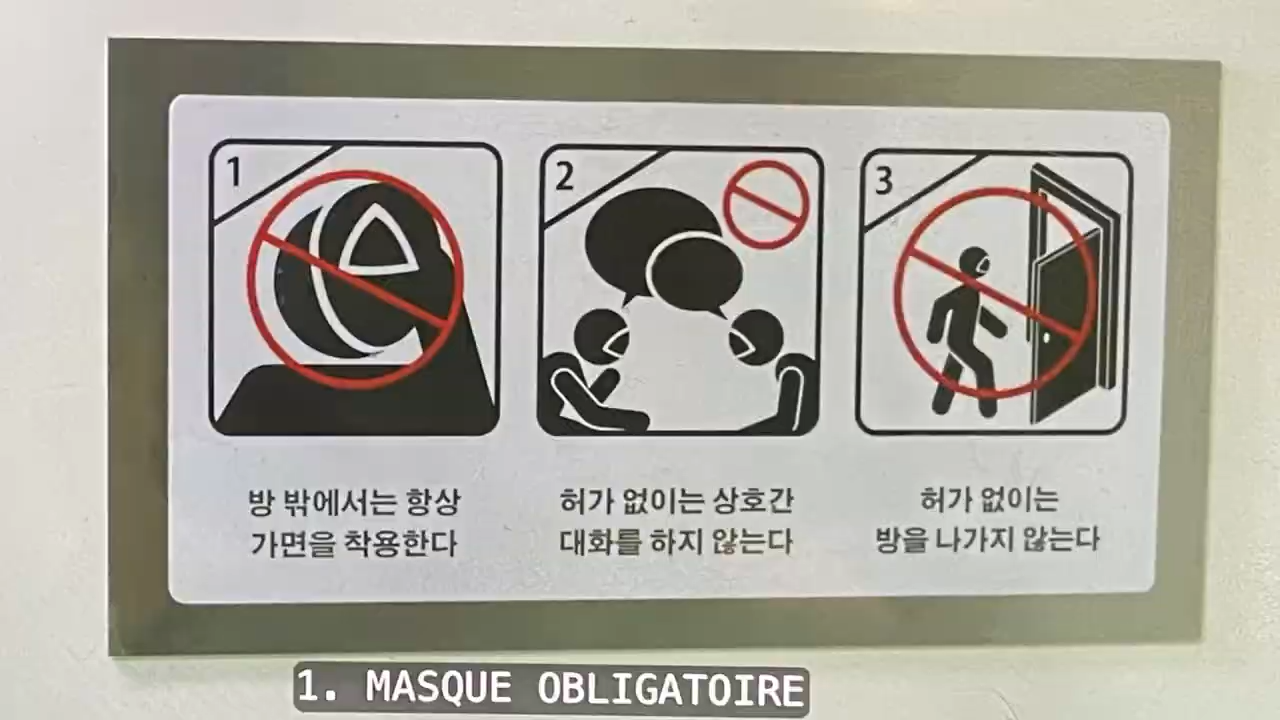 1
2
3
방 밖에서는 항상
가면을 착용한다
허가 없이는 상호간
대화를 하지 않는다
허가 없이는
방을 나가지 않는다
1. MASQUE OBLIGATOIRE